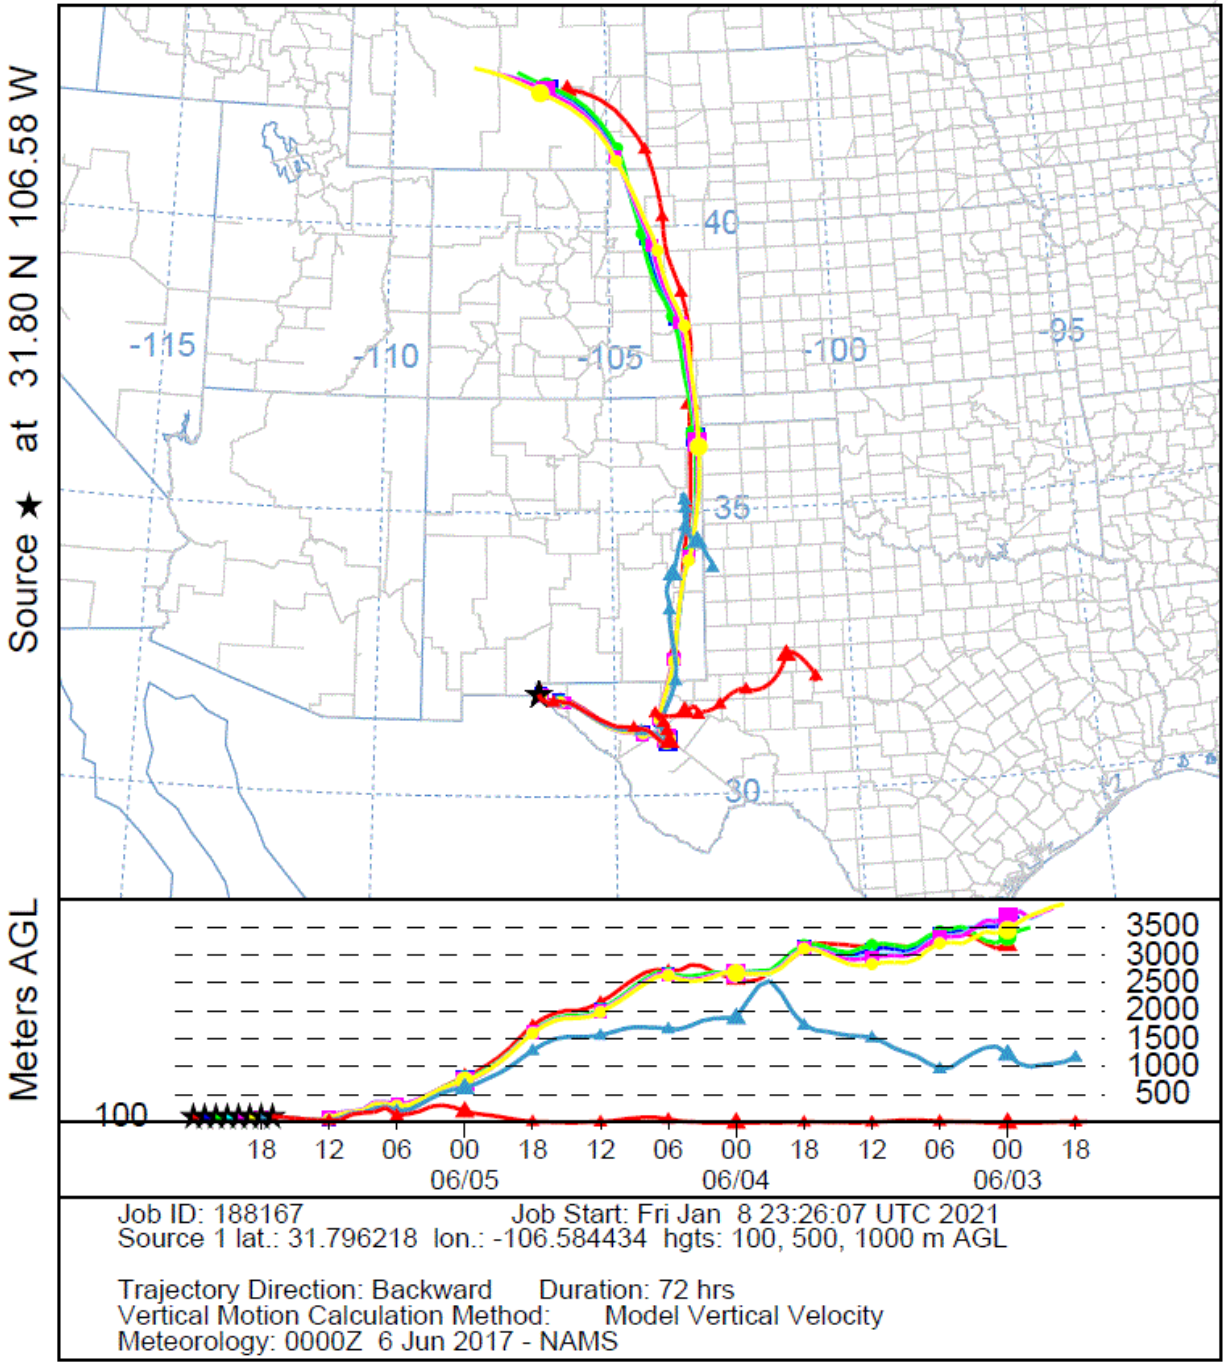 Source ★ at 31.80 N 106.58 W
40
-115
-110
-105
-100
-95
35
30
Meters AGL
3500
3000
2500
2000
1500
1000
500
100
18 12 06 00 18 12 06 00 18 12 06 00 18
06/05 06/04 06/03
Job ID: 188167 Job Start: Fri Jan 8 23:26:07 UTC 2021
Source 1 lat.: 31.796218 lon.: -106.584434 hgts: 100, 500, 1000 m AGL
Trajectory Direction: Backward Duration: 72 hrs
Vertical Motion Calculation Method: Model Vertical Velocity
Meteorology: 0000Z 6 Jun 2017 - NAMS